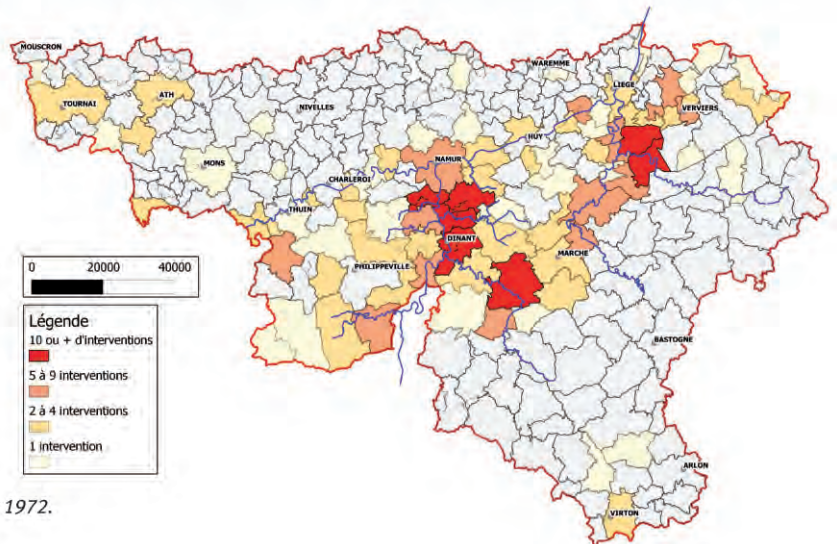 MOUSCRON
TOURNAI
ATH
NIVELLES
WAREMME
LIEGE
VERVIERS
MONS
HUY
NAMUR
CHARLEROI
THUIN
DINANT
MARCHE
PHILIPPEVILLE
0 20000 40000
Légende
10 ou + d'interventions
5 à 9 interventions
2 à 4 interventions
1 intervention
BASTOGNE
ARLON
VIRTON
1972.